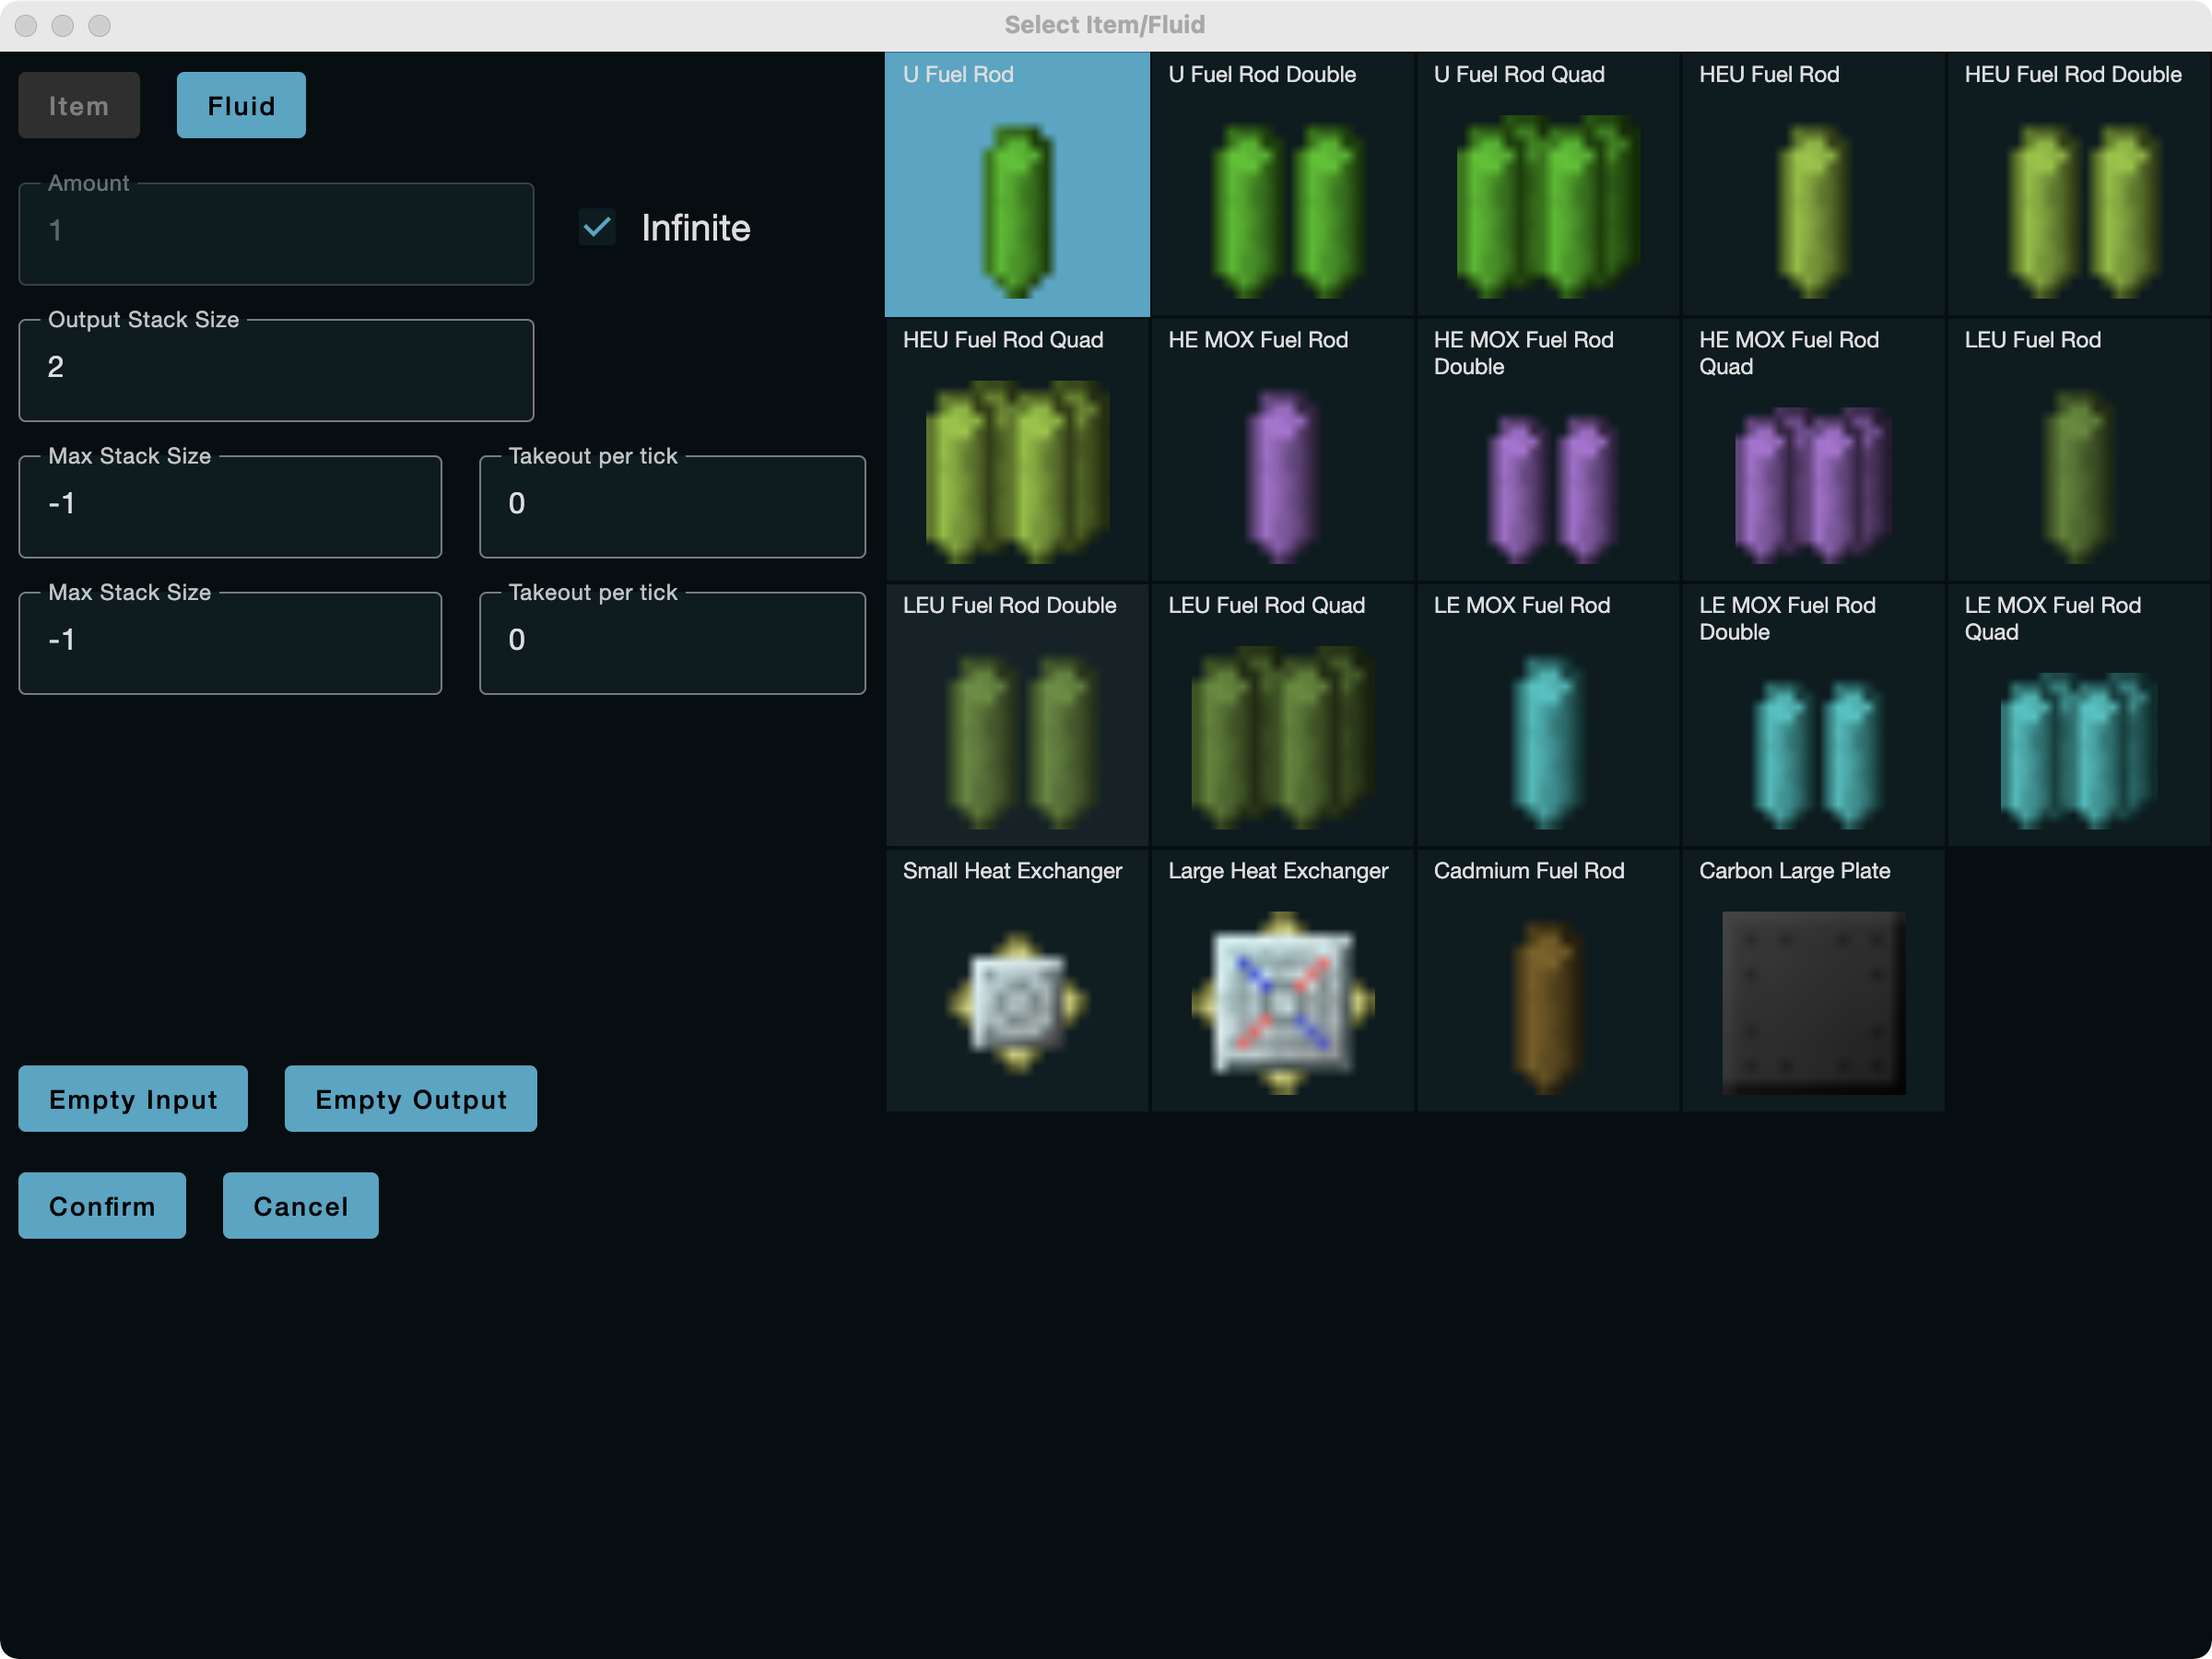 Select Item/Fluid
Item
Fluid
Amount
1
Infinite
Output Stack Size
2
Max Stack Size
-1
Takeout per tick
0
Max Stack Size
-1
Takeout per tick
0
Empty Input
Empty Output
Confirm
Cancel
U Fuel Rod
U Fuel Rod Double
U Fuel Rod Quad
HEU Fuel Rod
HEU Fuel Rod Double
HEU Fuel Rod Quad
HE MOX Fuel Rod
HE MOX Fuel Rod
Double
HE MOX Fuel Rod
Quad
LEU Fuel Rod
LEU Fuel Rod Double
LEU Fuel Rod Quad
LE MOX Fuel Rod
LE MOX Fuel Rod
Double
LE MOX Fuel Rod
Quad
Small Heat Exchanger
Large Heat Exchanger
Cadmium Fuel Rod
Carbon Large Plate